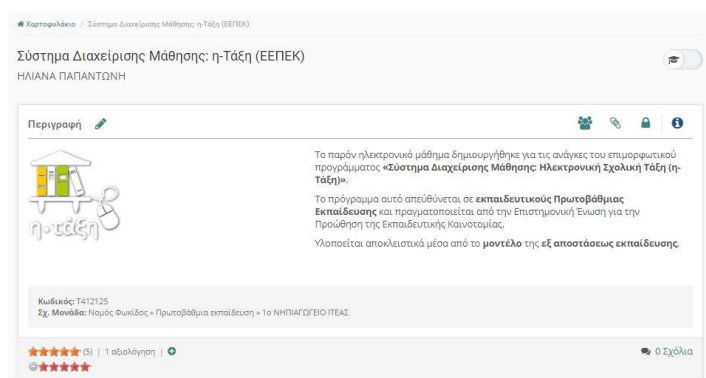 Χαρτοφυλάκιο / Σύστημα Διαχείρισης Μάθησης: η-Τάξη (ΕΕΠΕΚ)
Σύστημα Διαχείρισης Μάθησης: η-Τάξη (ΕΕΠΕΚ)
ΗΛΙΑΝΑ ΠΑΠΑΝΤΩΝΗ
Περιγραφή
η-τάξη
Το παρόν ηλεκτρονικό μάθημα δημιουργήθηκε για τις ανάγκες του επιμορφωτικού
προγράμματος «Σύστημα Διαχείρισης Μάθησης: Ηλεκτρονική Σχολική Τάξη (η-
Τάξη)».
Το πρόγραμμα αυτό απευθύνεται σε εκπαιδευτικούς Πρωτοβάθμιας
Εκπαίδευσης και πραγματοποιείται από την Επιστημονική Ένωση για την
Προώθηση της Εκπαιδευτικής Καινοτομίας.
Υλοποείται αποκλειστικά μέσα από το μοντέλο της εξ αποστάσεως εκπαίδευσης.
Κωδικός: T412125
Σχ. Μονάδα: Νομός Φωκίδος » Πρωτοβάθμια εκπαίδευση » 1ο ΝΗΠΙΑΓΩΓΕΙΟ ΙΤΕΑΣ
(5) | 1 αξιολόγηση |
0 Σχόλια